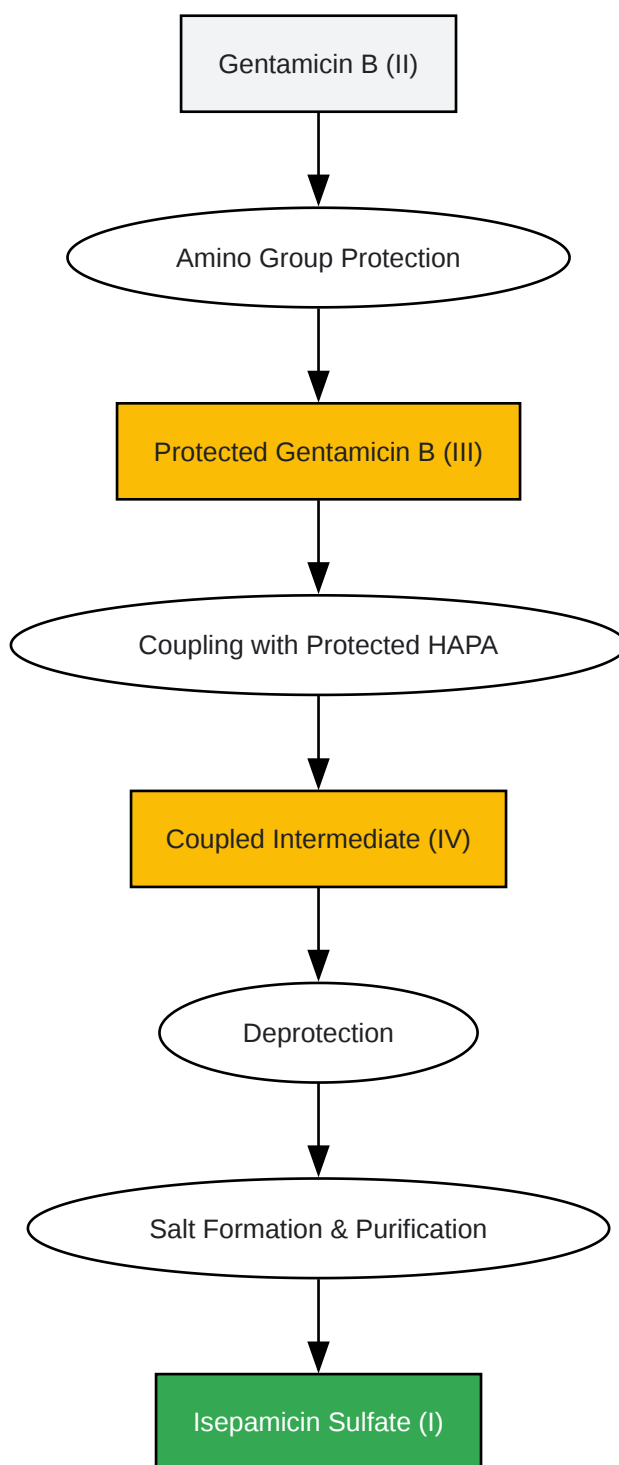 Gentamicin B (II)
Amino Group Protection
Protected Gentamicin B (III)
Coupling with Protected HAPA
Coupled Intermediate (IV)
Deprotection
Salt Formation & Purification
Isepamicin Sulfate (I)